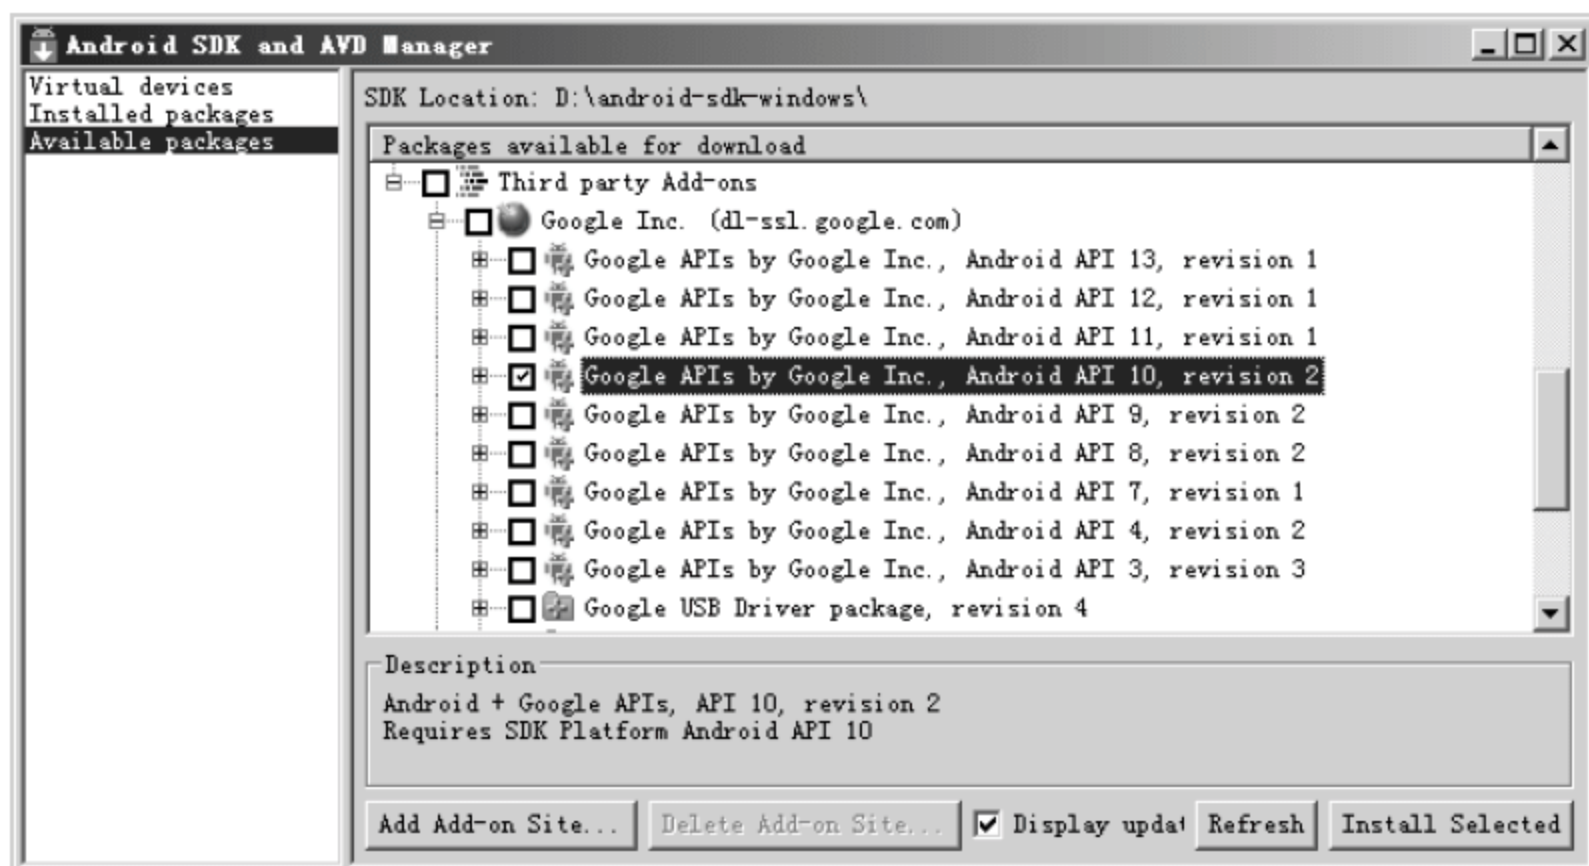 Android SDK and AVD Manager
Virtual devices
Installed packages
Available packages
SDK Location: D:\android-sdk-windows\
Packages available for download
Third party Add-ons
Google Inc. (dl-ssl.google.com)
Google APIs by Google Inc., Android API 13, revision 1
Google APIs by Google Inc., Android API 12, revision 1
Google APIs by Google Inc., Android API 11, revision 1
Google APIs by Google Inc., Android API 10, revision 2
Google APIs by Google Inc., Android API 9, revision 2
Google APIs by Google Inc., Android API 8, revision 2
Google APIs by Google Inc., Android API 7, revision 1
Google APIs by Google Inc., Android API 4, revision 2
Google APIs by Google Inc., Android API 3, revision 3
Google USB Driver package, revision 4
Description
Android + Google APIs, API 10, revision 2
Requires SDK Platform Android API 10
Add Add-on Site... Delete Add-on Site... Display updat Refresh Install Selected